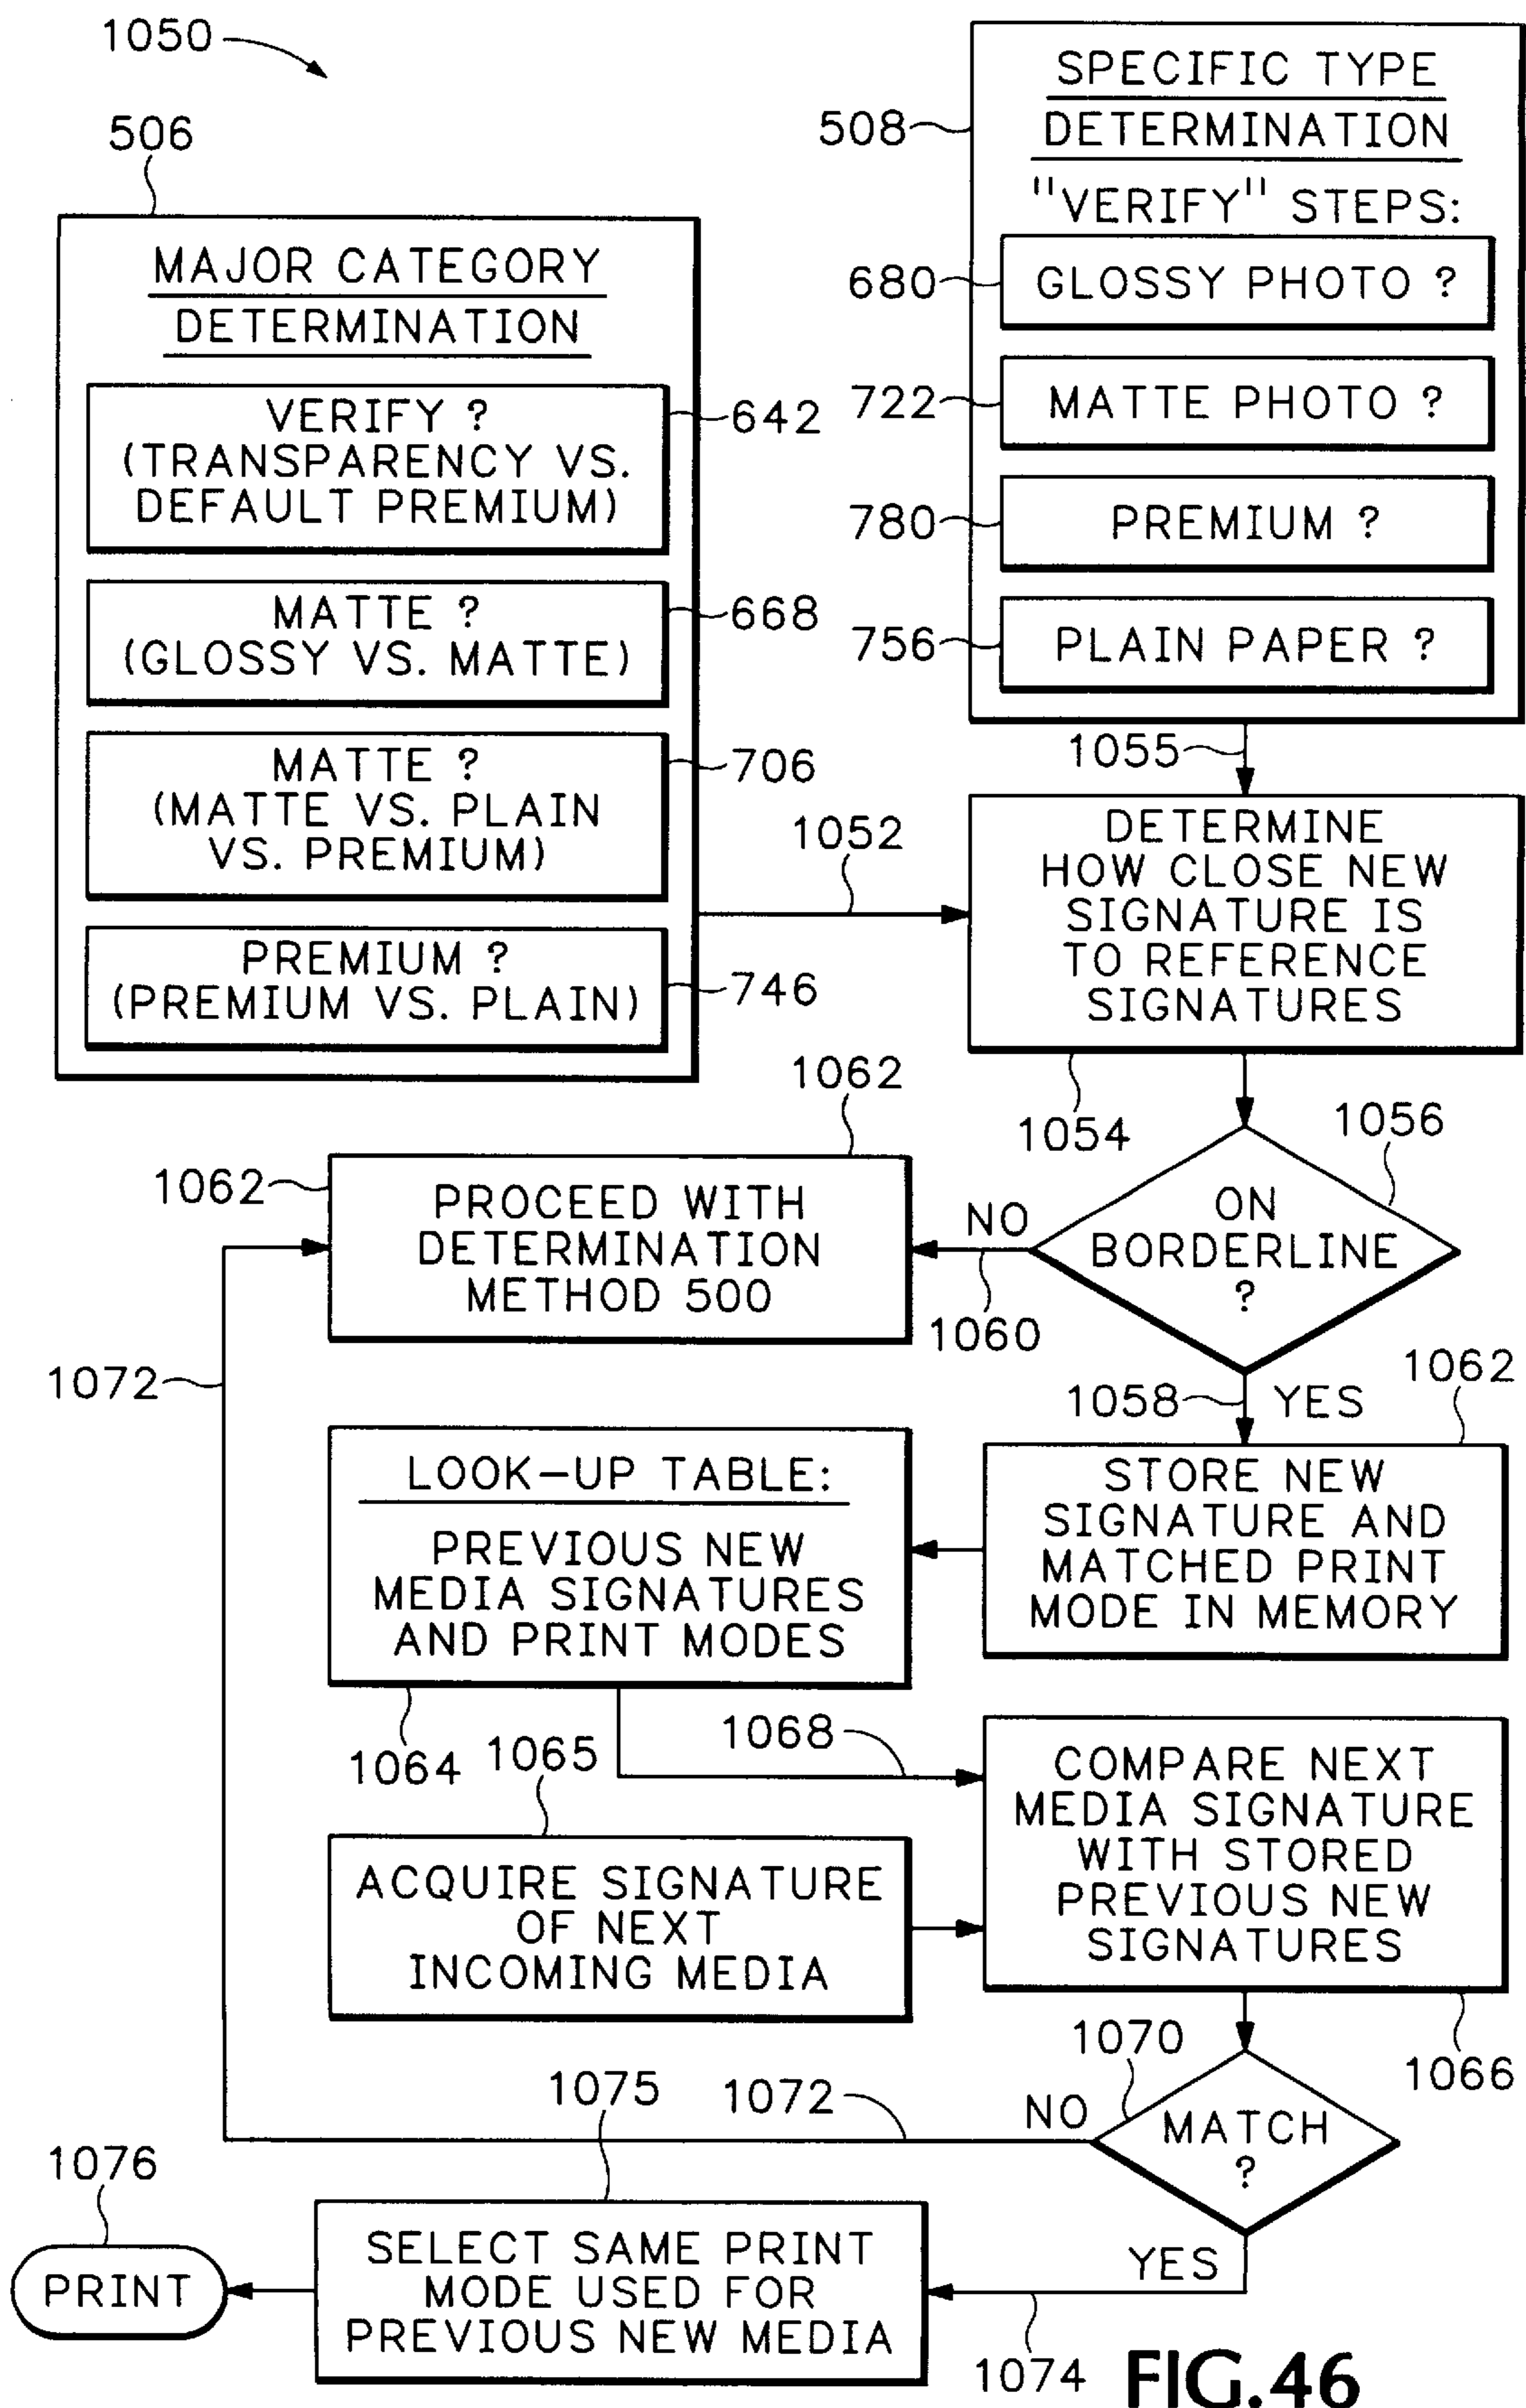 1050
506
MAJOR CATEGORY
DETERMINATION
VERIFY ?
(TRANSPARENCY VS.
DEFAULT PREMIUM)
642
MATTE ?
(GLOSSY VS. MATTE)
668
MATTE ?
(MATTE VS. PLAIN
VS. PREMIUM)
706
PREMIUM ?
(PREMIUM VS. PLAIN)
746
1052
508
SPECIFIC TYPE
DETERMINATION
"VERIFY" STEPS:
680
GLOSSY PHOTO ?
722
MATTE PHOTO ?
780
PREMIUM ?
756
PLAIN PAPER ?
1055
DETERMINE
HOW CLOSE NEW
SIGNATURE IS
TO REFERENCE
SIGNATURES
1054
1056
ON
BORDERLINE
?
NO
1060
1062
1062
PROCEED WITH
DETERMINATION
METHOD 500
1072
1058
YES
1062
STORE NEW
SIGNATURE AND
MATCHED PRINT
MODE IN MEMORY
LOOK-UP TABLE:
PREVIOUS NEW
MEDIA SIGNATURES
AND PRINT MODES
1064
1065
1068
ACQUIRE SIGNATURE
OF NEXT
INCOMING MEDIA
COMPARE NEXT
MEDIA SIGNATURE
WITH STORED
PREVIOUS NEW
SIGNATURES
1066
1070
MATCH
?
NO
1072
YES
1074
1075
SELECT SAME PRINT
MODE USED FOR
PREVIOUS NEW MEDIA
1076
PRINT
FIG.46